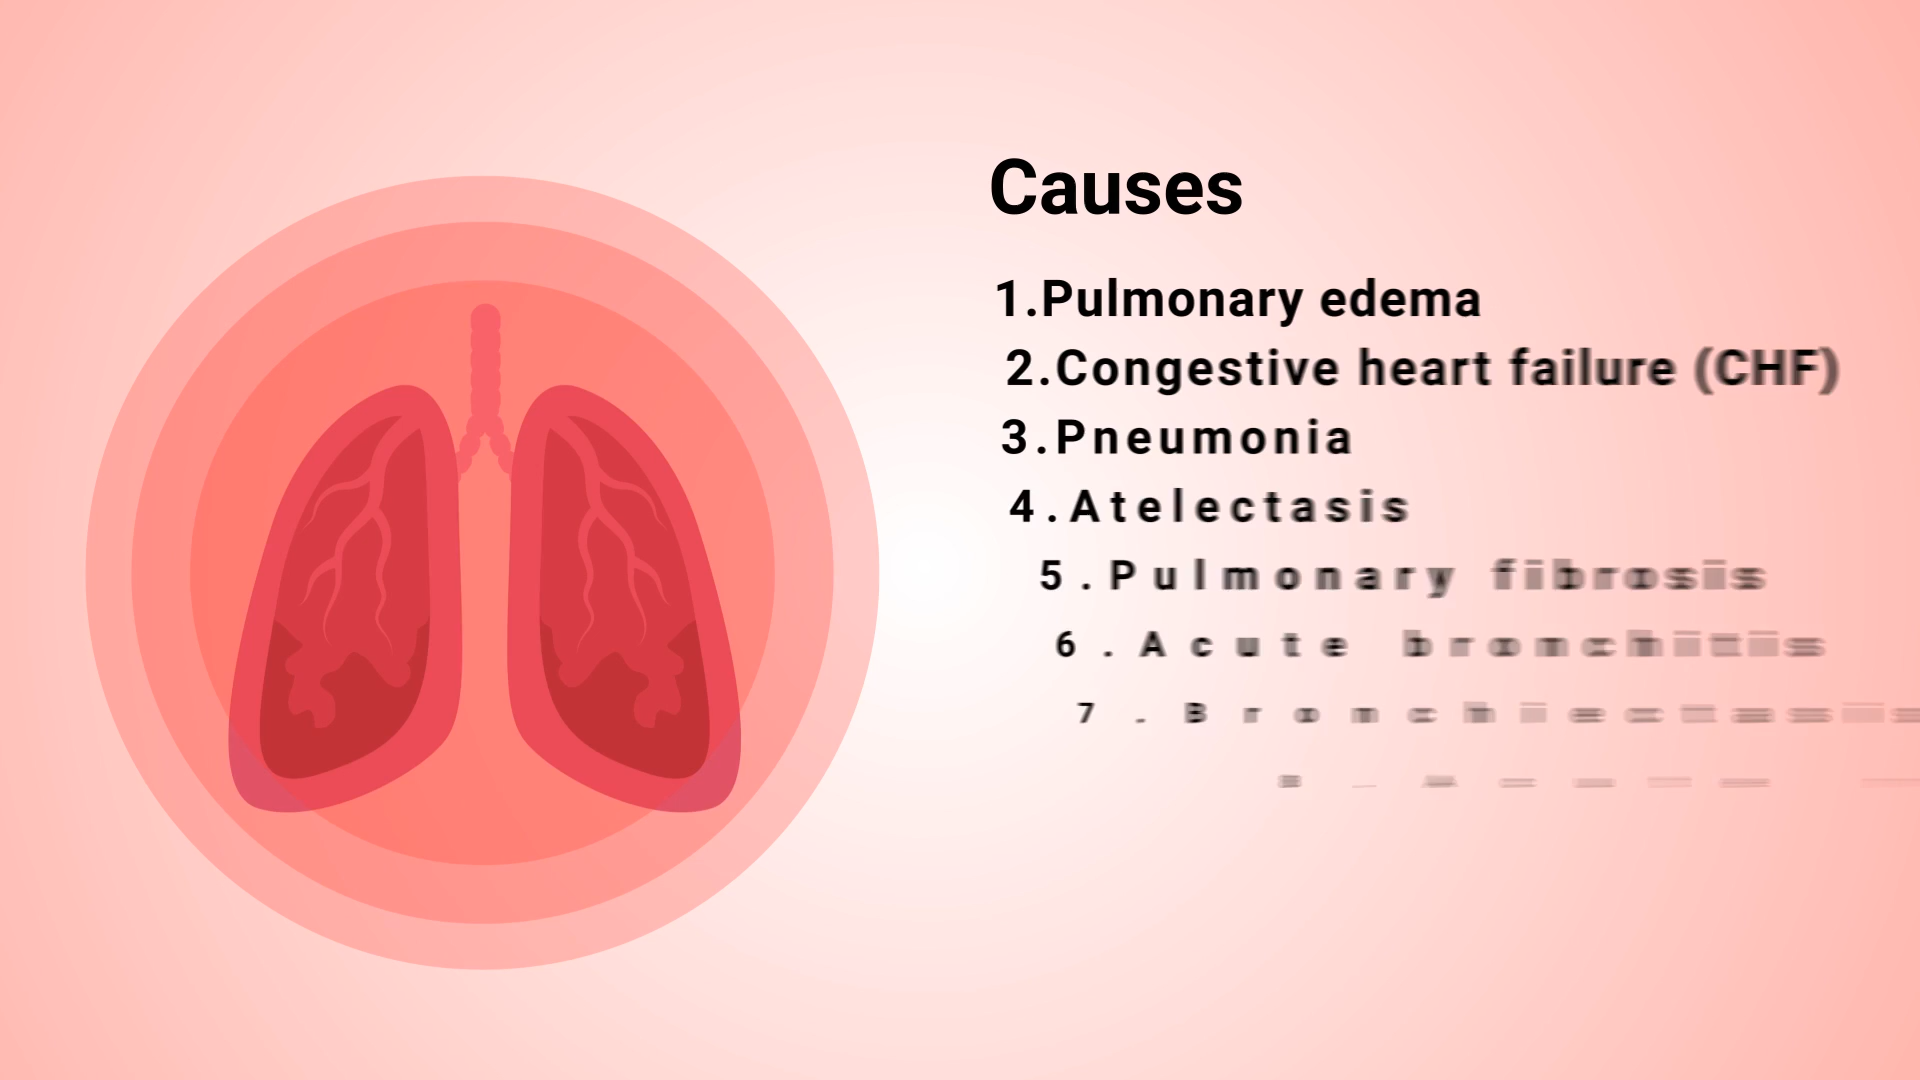 Causes
1.Pulmonary edema
2.Congestive heart failure (CHF)
3.Pneumonia
4.Atelectasis
5.Pulmonary fibrosis
6.Acute bronchitis
7.